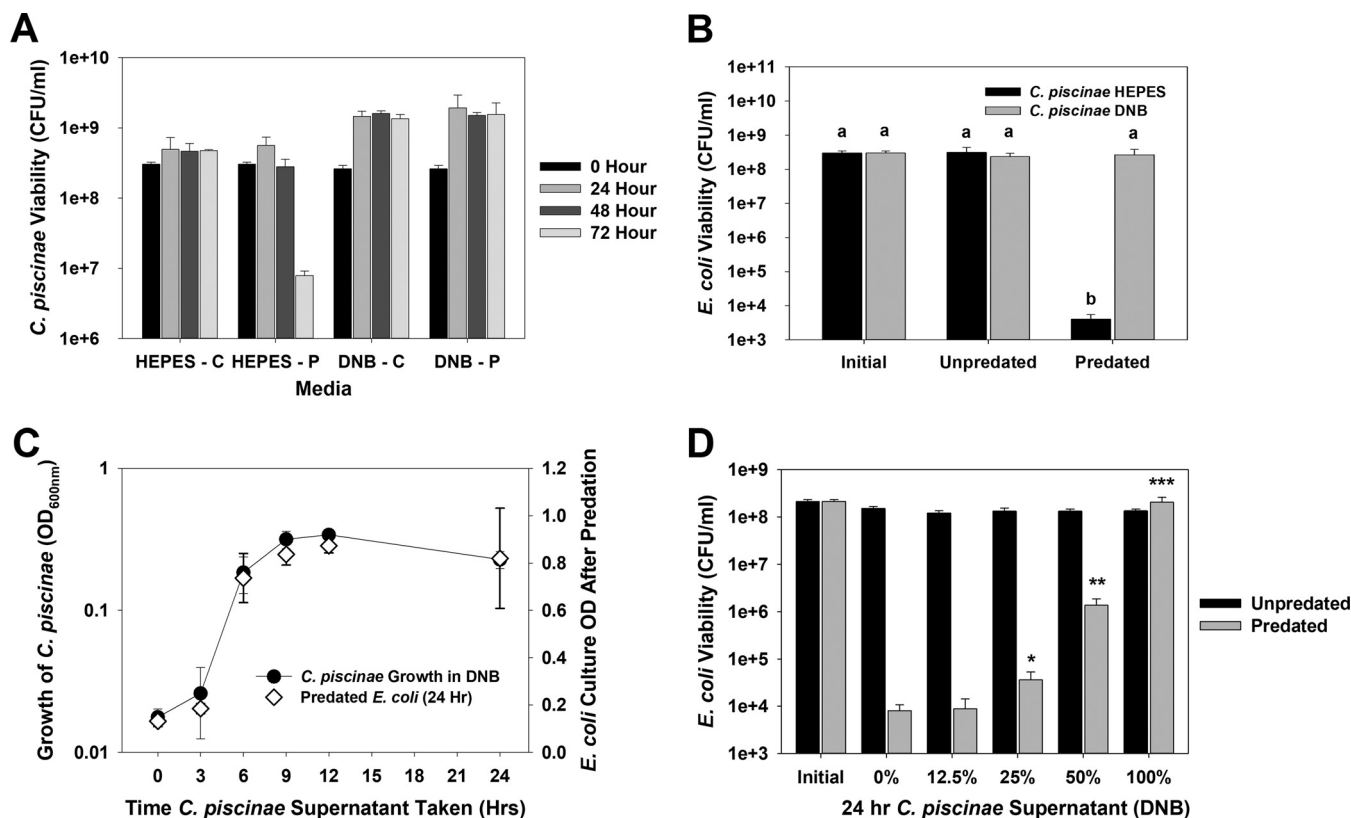 A
C. piscinae Viability (CFU/ml)
1e+10
1e+9
1e+8
1e+7
1e+6
HEPES - C HEPES - P DNB - C DNB - P
Media
0 Hour
24 Hour
48 Hour
72 Hour
B
E. coli Viability (CFU/ml)
1e+11
1e+10
1e+9
1e+8
1e+7
1e+6
1e+5
1e+4
1e+3
C. piscinae HEPES
C. piscinae DNB
a a a a a
b
Initial Unpredated Predated
C
Growth of C. piscinae (OD600nm)
1
0.1
0.01
C. piscinae Growth in DNB
Predated E. coli (24 Hr)
1.2
1.0
0.8
0.6
0.4
0.2
0.0
E. coli Culture OD After Predation
0 3 6 9 12 15 18 21 24
Time C. piscinae Supernatant Taken (Hrs)
D
E. coli Viability (CFU/ml)
1e+9
1e+8
1e+7
1e+6
1e+5
1e+4
1e+3
*
**
***
Initial 0% 12.5% 25% 50% 100%
24 hr C. piscinae Supernatant (DNB)
Unpredated
Predated